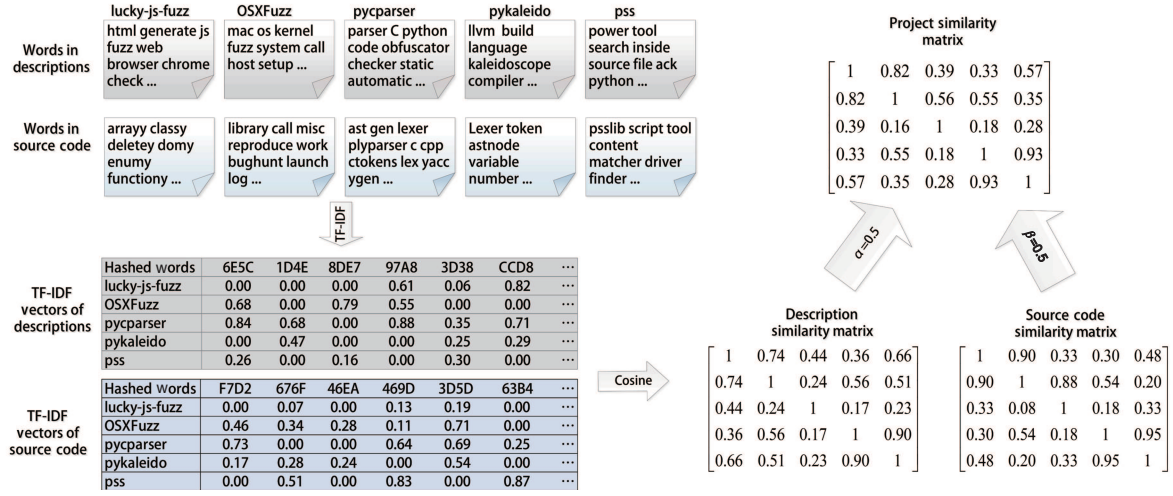 lucky-js-fuzz OSXFuzz pycparser pykaleido pss
Words in
descriptions
html generate js
fuzz web
browser chrome
check ...
mac os kernel
fuzz system call
host setup ...
parser C python
code obfuscator
checker static
automatic ...
llvm build
language
kaleidoscope
compiler ...
power tool
search inside
source file ack
python ...
Words in
source code
arrayy classy
deletey domy
enumy
functiony ...
library call misc
reproduce work
bughunt launch
log ...
ast gen lexer
plyparser c cpp
ctokens lex yacc
ygen ...
Lexer token
astnode
variable
number ...
psslib script tool
content
matcher driver
finder ...
TF-IDF
TF-IDF
vectors of
descriptions
Hashed words 6E5C 1D4E 8DE7 97A8 3D38 CCD8 ...
lucky-js-fuzz 0.00 0.00 0.00 0.61 0.06 0.82 ...
OSXFuzz 0.68 0.00 0.79 0.55 0.00 0.00 ...
pycparser 0.84 0.68 0.00 0.88 0.35 0.71 ...
pykaleido 0.00 0.47 0.00 0.00 0.25 0.29 ...
pss 0.26 0.00 0.16 0.00 0.30 0.00 ...
TF-IDF
vectors of
source code
Hashed words F7D2 676F 46EA 469D 3D5D 63B4 ...
lucky-js-fuzz 0.00 0.07 0.00 0.13 0.19 0.00 ...
OSXFuzz 0.46 0.34 0.28 0.11 0.71 0.00 ...
pycparser 0.73 0.00 0.00 0.64 0.69 0.25 ...
pykaleido 0.17 0.28 0.24 0.00 0.54 0.00 ...
pss 0.00 0.51 0.00 0.83 0.00 0.87 ...
Cosine
Project similarity
matrix
1 0.82 0.39 0.33 0.57
0.82 1 0.56 0.55 0.35
0.39 0.16 1 0.18 0.28
0.33 0.55 0.18 1 0.93
0.57 0.35 0.28 0.93 1
α=0.5
β=0.5
Description
similarity matrix
1 0.74 0.44 0.36 0.66
0.74 1 0.24 0.56 0.51
0.44 0.24 1 0.17 0.23
0.36 0.56 0.17 1 0.90
0.66 0.51 0.23 0.90 1
Source code
similarity matrix
1 0.90 0.33 0.30 0.48
0.90 1 0.88 0.54 0.20
0.33 0.08 1 0.18 0.33
0.30 0.54 0.18 1 0.95
0.48 0.20 0.33 0.95 1